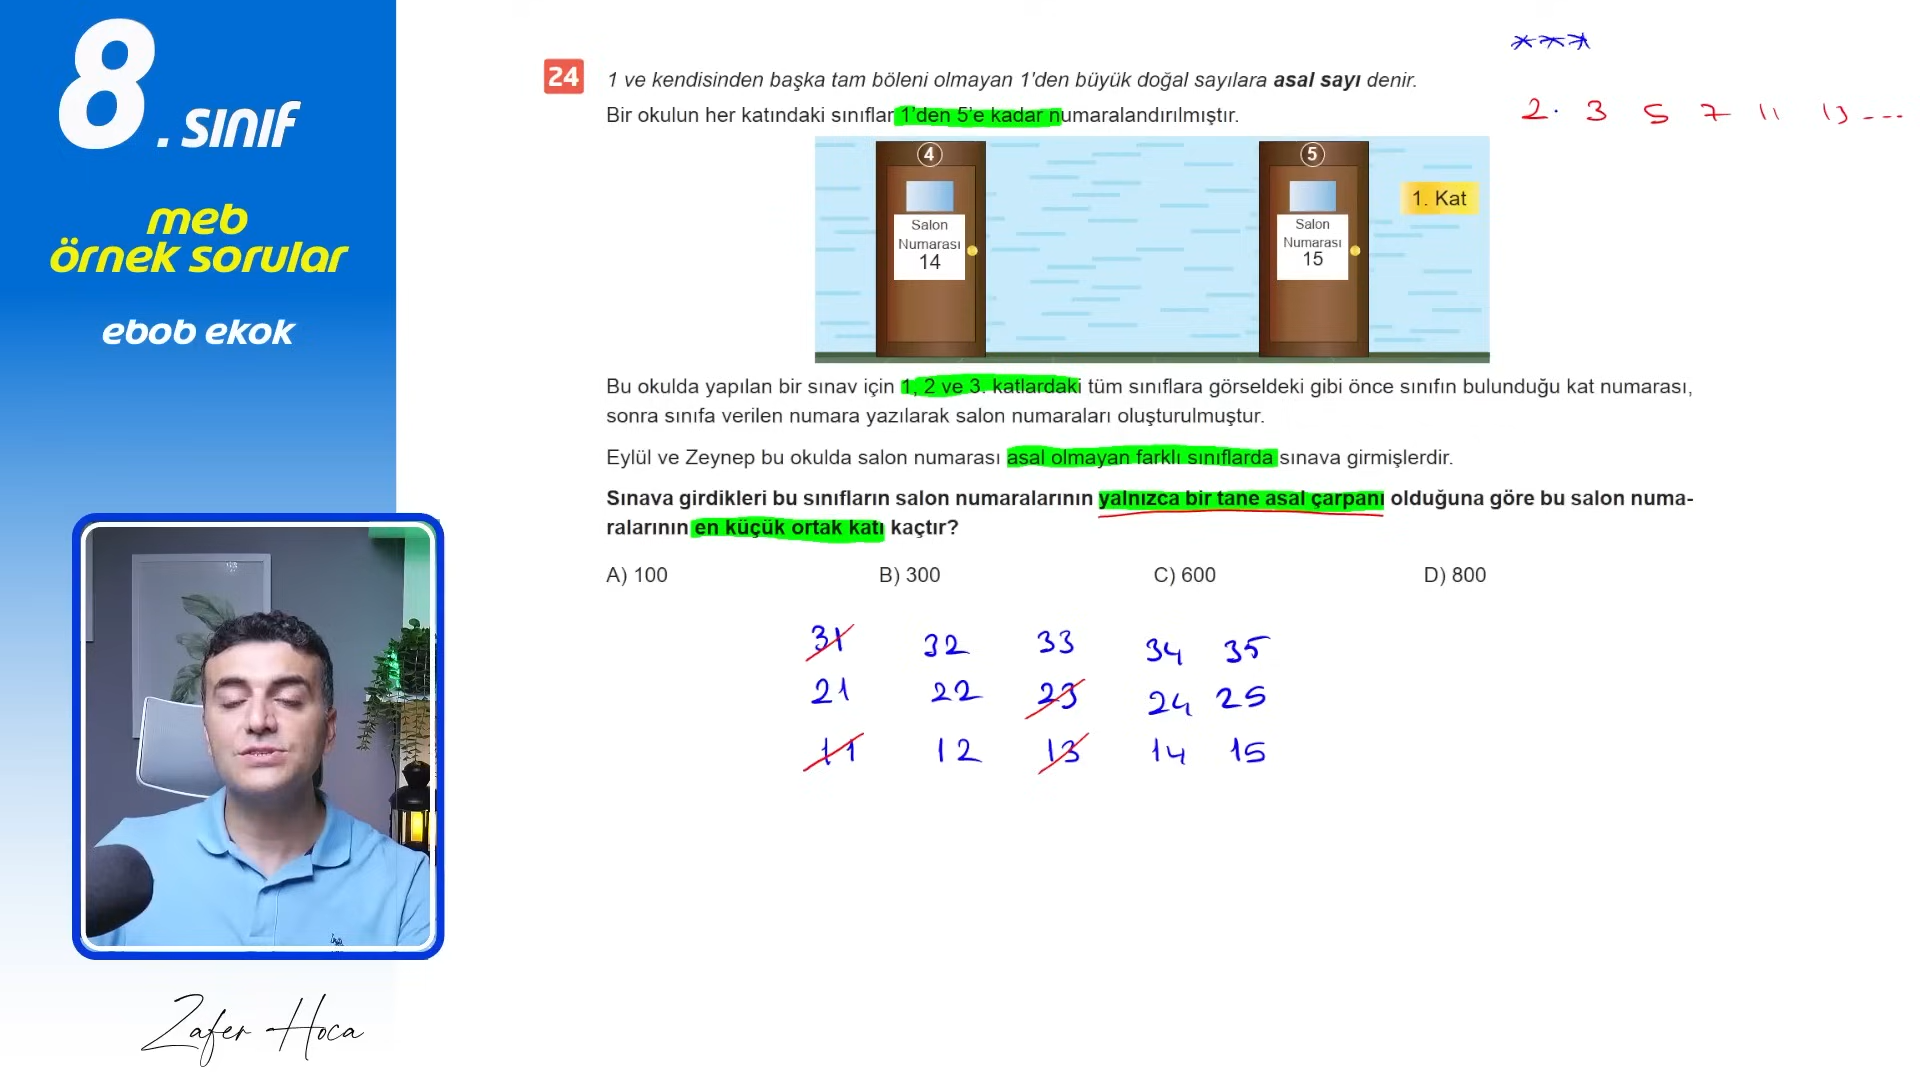 8. sınıf
meb
örnek sorular
ebob ekok
Zafer Hoca
24 1 ve kendisinden başka tam böleni olmayan 1'den büyük doğal sayılara asal sayı denir.
Bir okulun her katındaki sınıflar 1'den 5'e kadar numaralandırılmıştır.
2. 3 5 7 11 13 ...
4
Salon
Numarası
14
5
Salon
Numarası
15
1. Kat
Bu okulda yapılan bir sınav için 1, 2 ve 3. katlardaki tüm sınıflara görseldeki gibi önce sınıfın bulunduğu kat numarası,
sonra sınıfa verilen numara yazılarak salon numaraları oluşturulmuştur.
Eylül ve Zeynep bu okulda salon numarası asal olmayan farklı sınıflarda sınava girmişlerdir.
Sınava girdikleri bu sınıfların salon numaralarının yalnızca bir tane asal çarpanı olduğuna göre bu salon numa-
ralarının en küçük ortak katı kaçtır?
A) 100 B) 300 C) 600 D) 800
31 32 33 34 35
21 22 23 24 25
11 12 13 14 15